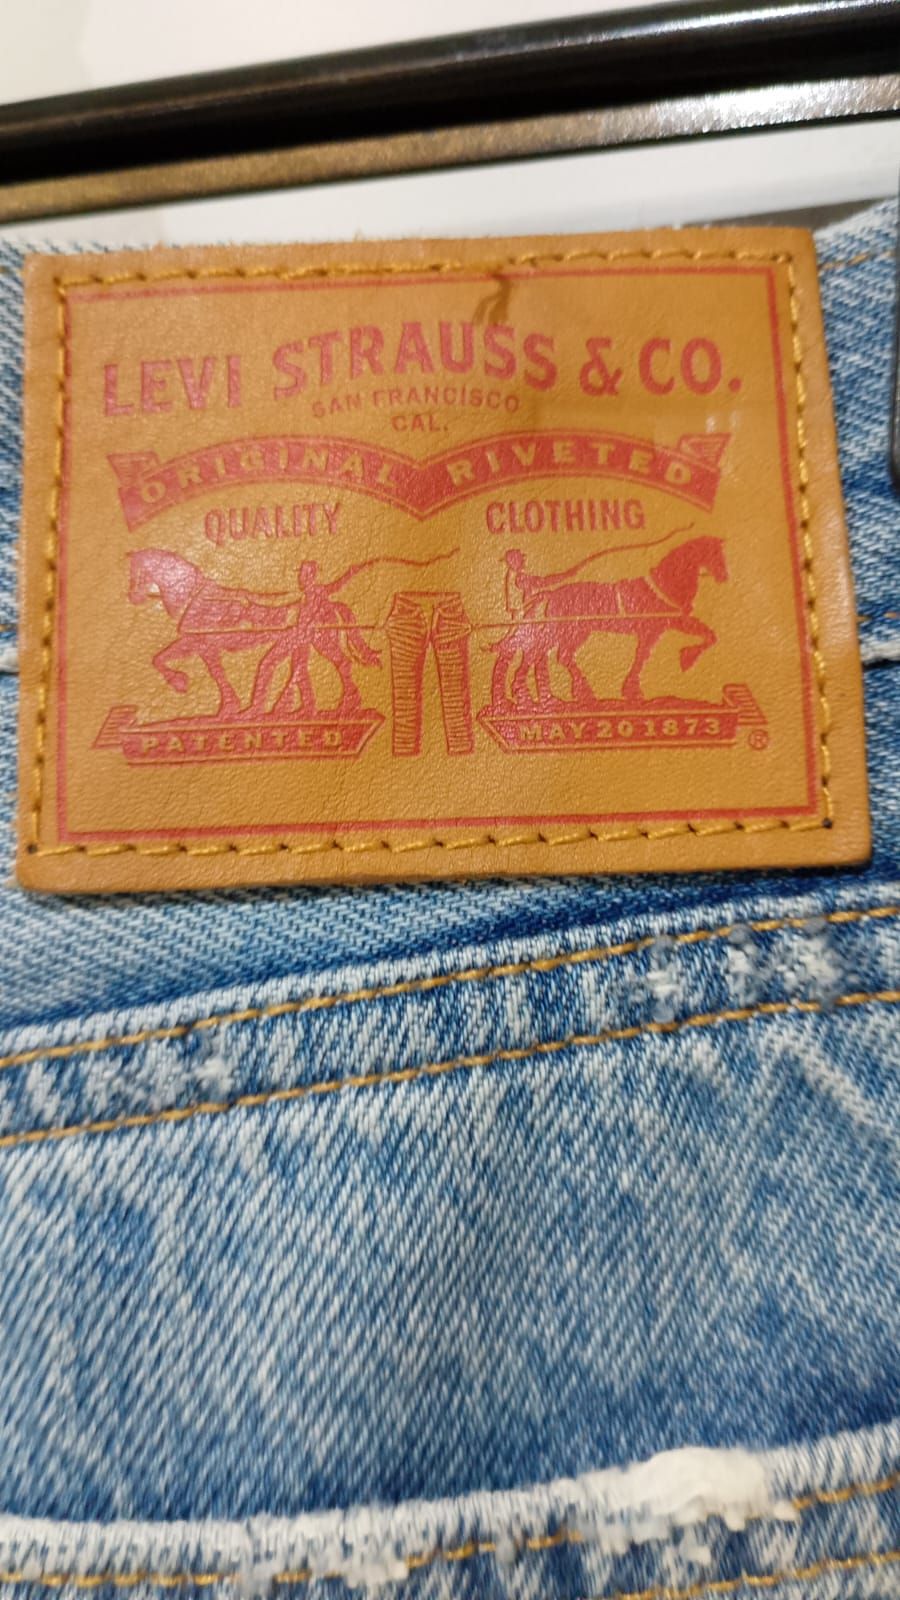 LEVI STRAUSS & CO.
SAN FRANCISCO
CAL.
ORIGINAL RIVETED
QUALITY CLOTHING
PATENTED MAY 20 1873 ®